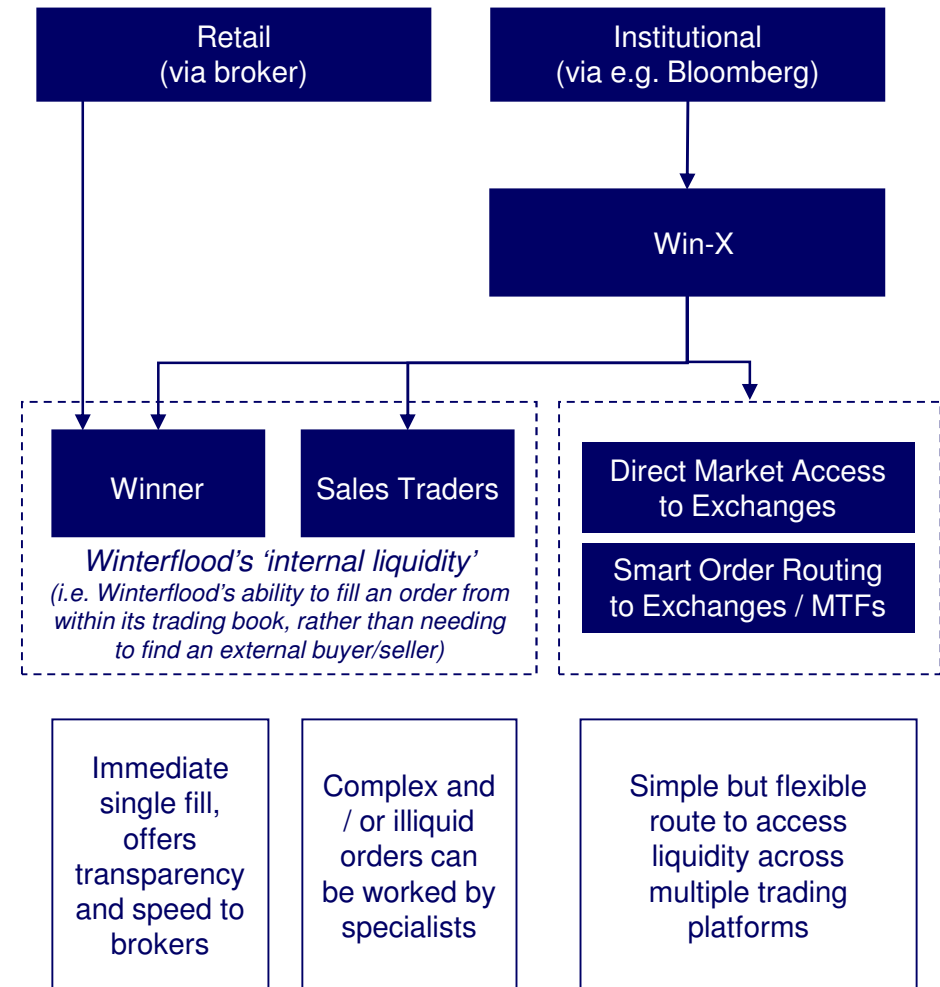 Retail
(via broker)
Institutional
(via e.g. Bloomberg)
Win-X
Winner
Sales Traders
Winterflood's 'internal liquidity'
(i.e. Winterflood's ability to fill an order from
within its trading book, rather than needing
to find an external buyer/seller)
Direct Market Access
to Exchanges
Smart Order Routing
to Exchanges / MTFs
Immediate
single fill,
offers
transparency
and speed to
brokers
Complex and
/ or illiquid
orders can
be worked by
specialists
Simple but flexible
route to access
liquidity across
multiple trading
platforms